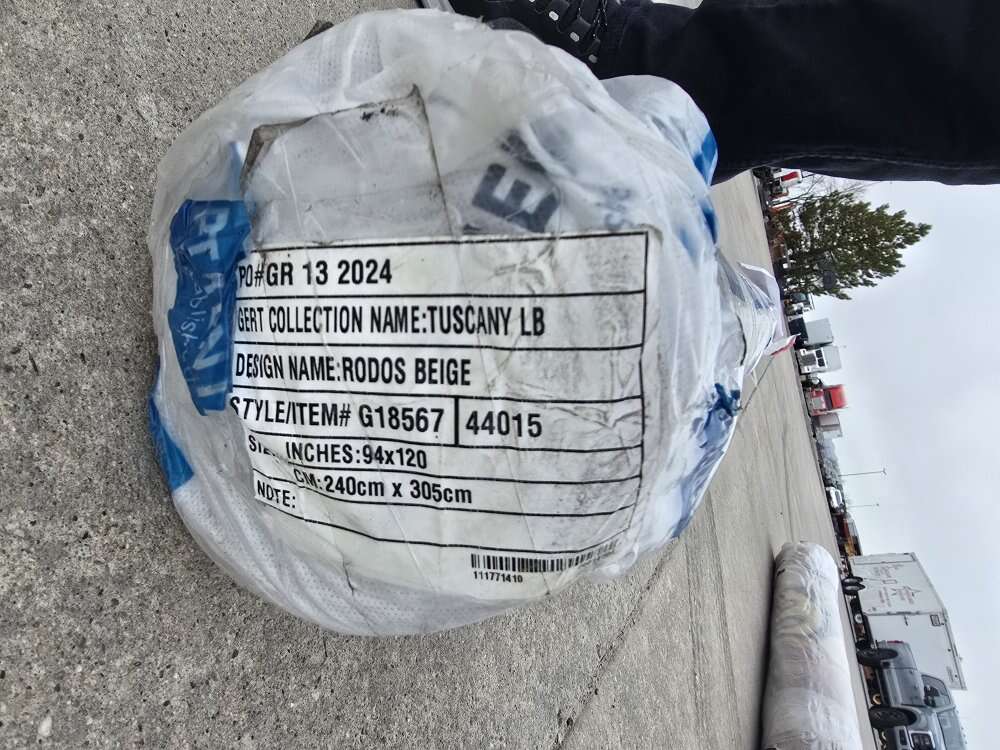 PO# GR 13 2024
GERT COLLECTION NAME:TUSCANY LB
DESIGN NAME:RODOS BEIGE
STYLE/ITEM# G18567 44015
INCHES:94x120
CM:240cm x 305cm
NOTE:
111771410